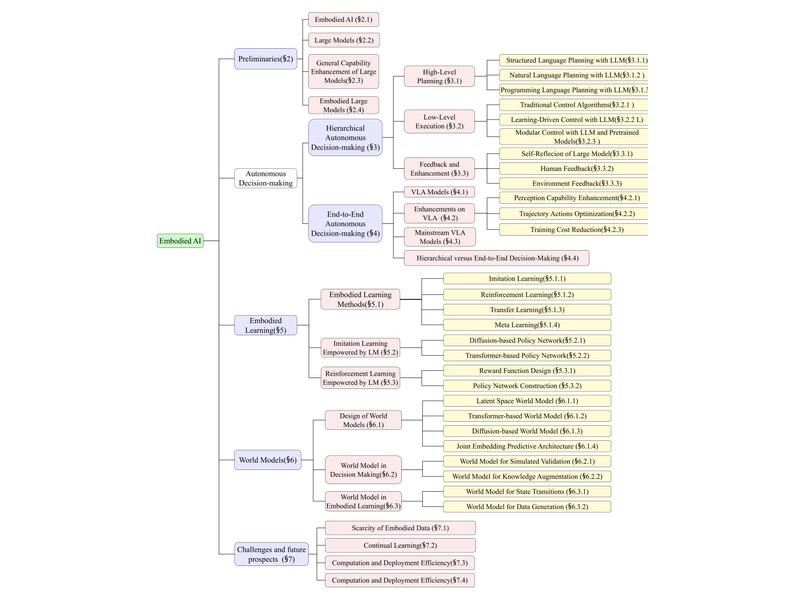 Embodied AI
Preliminaries(§2)
Embodied AI (§2.1)
Large Models (§2.2)
General Capability
Enhancement of Large
Models(§2.3)
Embodied Large
Models (§2.4)
Autonomous
Decision-making
Hierarchical
Autonomous
Decision-making (§3)
High-Level
Planning (§3.1)
Structured Language Planning with LLM(§3.1.1)
Natural Language Planning with LLM(§3.1.2 )
Programming Language Planning with LLM(§3.1.3
Low-Level
Execution (§3.2)
Traditional Control Algorithms(§3.2.1 )
Learning-Driven Control with LLM(§3.2.2 L)
Modular Control with LLM and Pretrained
Models(§3.2.3 )
Feedback and
Enhancement (§3.3)
Self-Reflecion of Large Model(§3.3.1)
Human Feedback(§3.3.2)
Environment Feedback(§3.3.3)
End-to-End
Autonomous
Decision-making (§4)
VLA Models (§4.1)
Enhancements on
VLA (§4.2)
Perception Capability Enhancement(§4.2.1)
Trajectory Actions Optimization(§4.2.2)
Training Cost Reduction(§4.2.3)
Mainstream VLA
Models (§4.3)
Hierarchical versus End-to-End Decision-Making (§4.4)
Embodied
Learning(§5)
Embodied Learning
Methods(§5.1)
Imitation Learning(§5.1.1)
Reinforcement Learning(§5.1.2)
Transfer Learning(§5.1.3)
Meta Learning(§5.1.4)
Imitation Learning
Empowered by LM (§5.2)
Diffusion-based Policy Network(§5.2.1)
Transformer-based Policy Network(§5.2.2)
Reinforcement Learning
Empowered by LM (§5.3)
Reward Function Design (§5.3.1)
Policy Network Construction (§5.3.2)
World Models(§6)
Design of World
Models (§6.1)
Latent Space World Model (§6.1.1)
Transformer-based World Model (§6.1.2)
Diffusion-based World Model (§6.1.3)
Joint Embedding Predictive Architecture (§6.1.4)
World Model in
Decision Making(§6.2)
World Model for Simulated Validation (§6.2.1)
World Model for Knowledge Augmentation (§6.2.2)
World Model in
Embodied Learning(§6.3)
World Model for State Transitions (§6.3.1)
World Model for Data Generation (§6.3.2)
Challenges and future
prospects (§7)
Scarcity of Embodied Data (§7.1)
Continual Learning(§7.2)
Computation and Deployment Efficiency(§7.3)
Computation and Deployment Efficiency(§7.4)